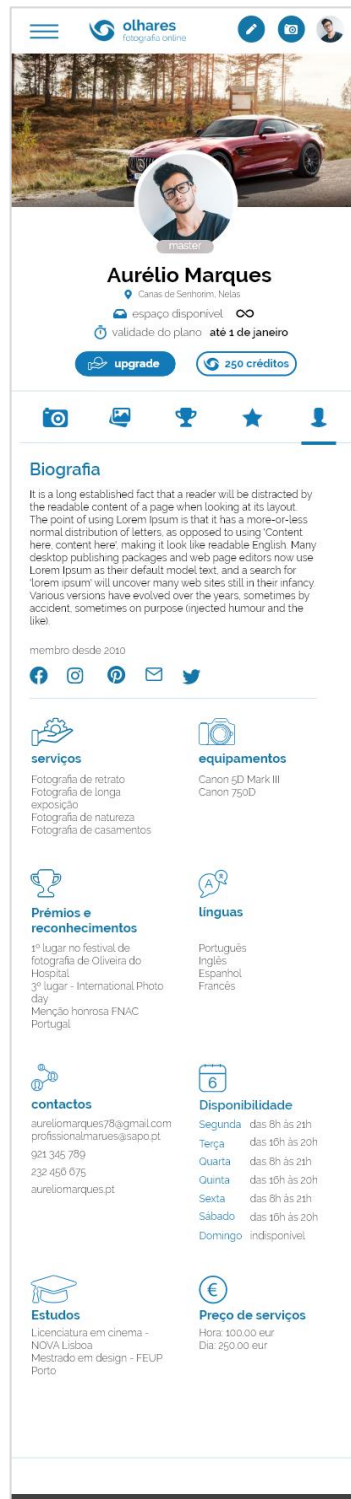 olhares
fotografia online
master
Aurélio Marques
Canas de Senhorim, Nelas
espaço disponível ∞
validade do plano até 1 de janeiro
upgrade
250 créditos
Biografia
It is a long established fact that a reader will be distracted by
the readable content of a page when looking at its layout.
The point of using Lorem Ipsum is that it has a more-or-less
normal distribution of letters, as opposed to using 'Content
here, content here', making it look like readable English. Many
desktop publishing packages and web page editors now use
Lorem Ipsum as their default model text, and a search for
'lorem ipsum' will uncover many web sites still in their infancy.
Various versions have evolved over the years, sometimes by
accident, sometimes on purpose (injected humour and the
like).
membro desde 2010
serviços
Fotografia de retrato
Fotografia de longa
exposição
Fotografia de natureza
Fotografia de casamentos
equipamentos
Canon 5D Mark III
Canon 750D
Prémios e
reconhecimentos
1º lugar no festival de
fotografia de Oliveira do
Hospital
3º lugar - International Photo
day
Menção honrosa FNAC
Portugal
A
línguas
Português
Inglês
Espanhol
Francês
contactos
aureliomarques78@gmail.com
profissionalmarues@sapo.pt
921 345 789
232 456 675
aureliomarques.pt
6
Disponibilidade
Segunda das 8h às 21h
Terça das 16h às 20h
Quarta das 8h às 21h
Quinta das 16h às 20h
Sexta das 8h às 21h
Sábado das 16h às 20h
Domingo indisponível
Estudos
Licenciatura em cinema -
NOVA Lisboa
Mestrado em design - FEUP
Porto
€
Preço de serviços
Hora: 100.00 eur
Dia: 250.00 eur